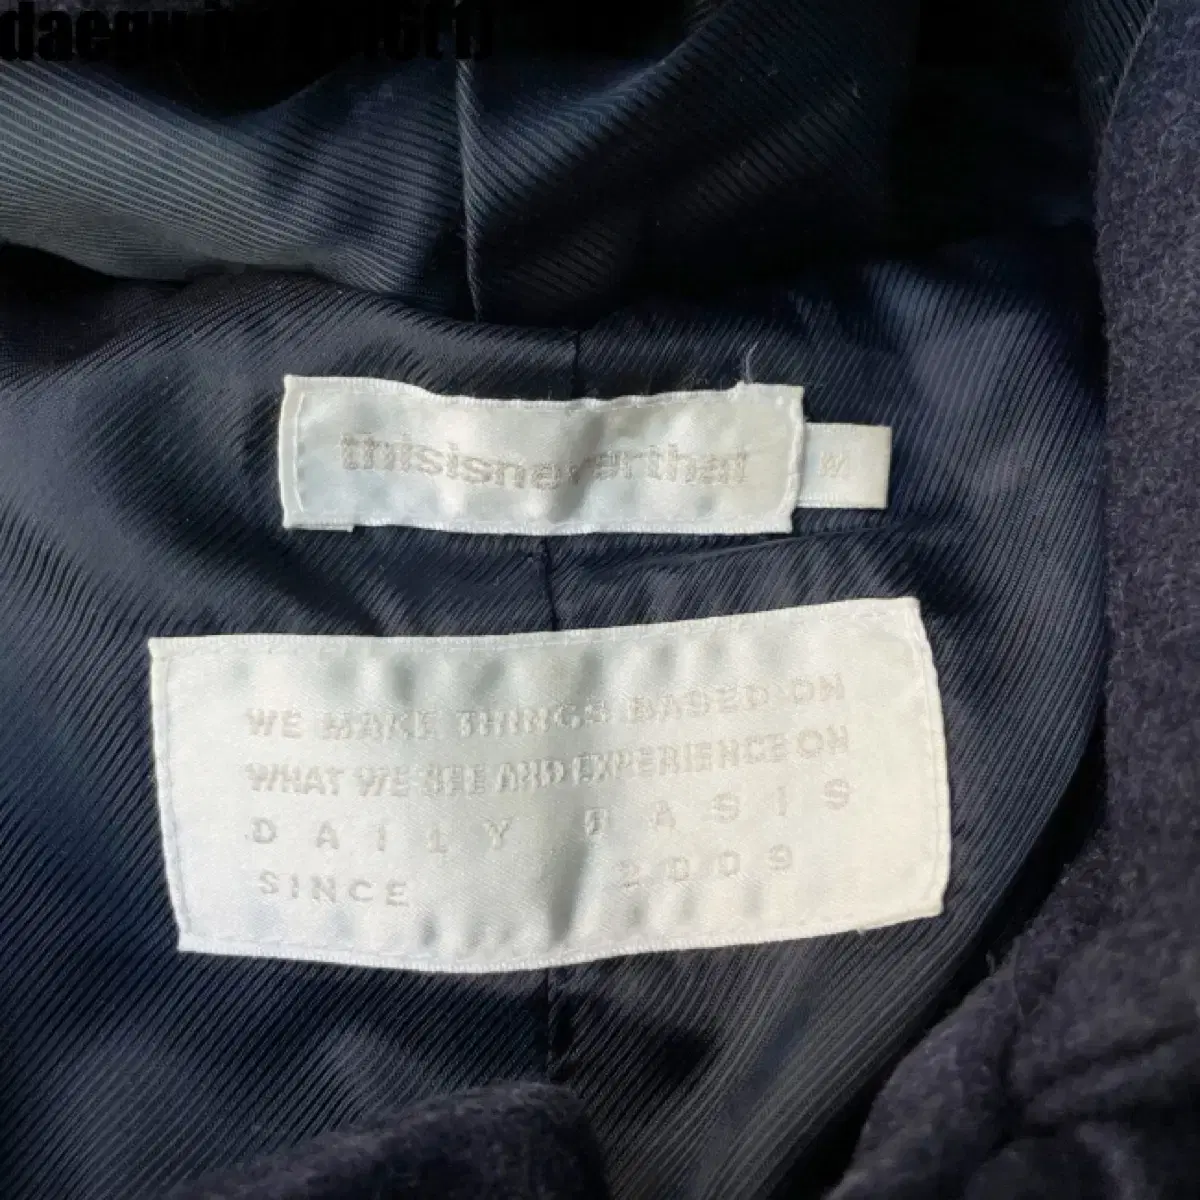 thisisneverthat
M
WE MAKE THINGS BASED ON
WHAT WE SEE AND EXPERIENCE ON
DAILY BASIS
SINCE 2009